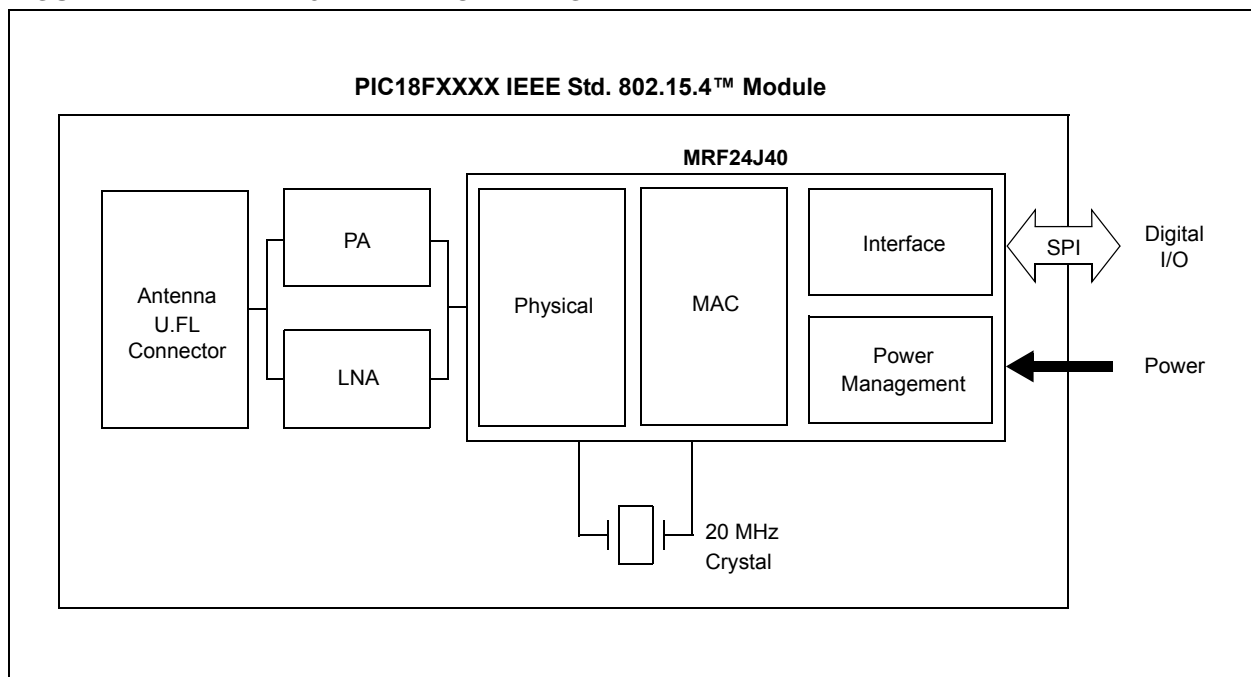 PIC18FXXXX IEEE Std. 802.15.4™ Module
MRF24J40
Antenna
U.FL
Connector
PA
LNA
Physical
MAC
Interface
Power
Management
SPI
Digital
I/O
Power
20 MHz
Crystal